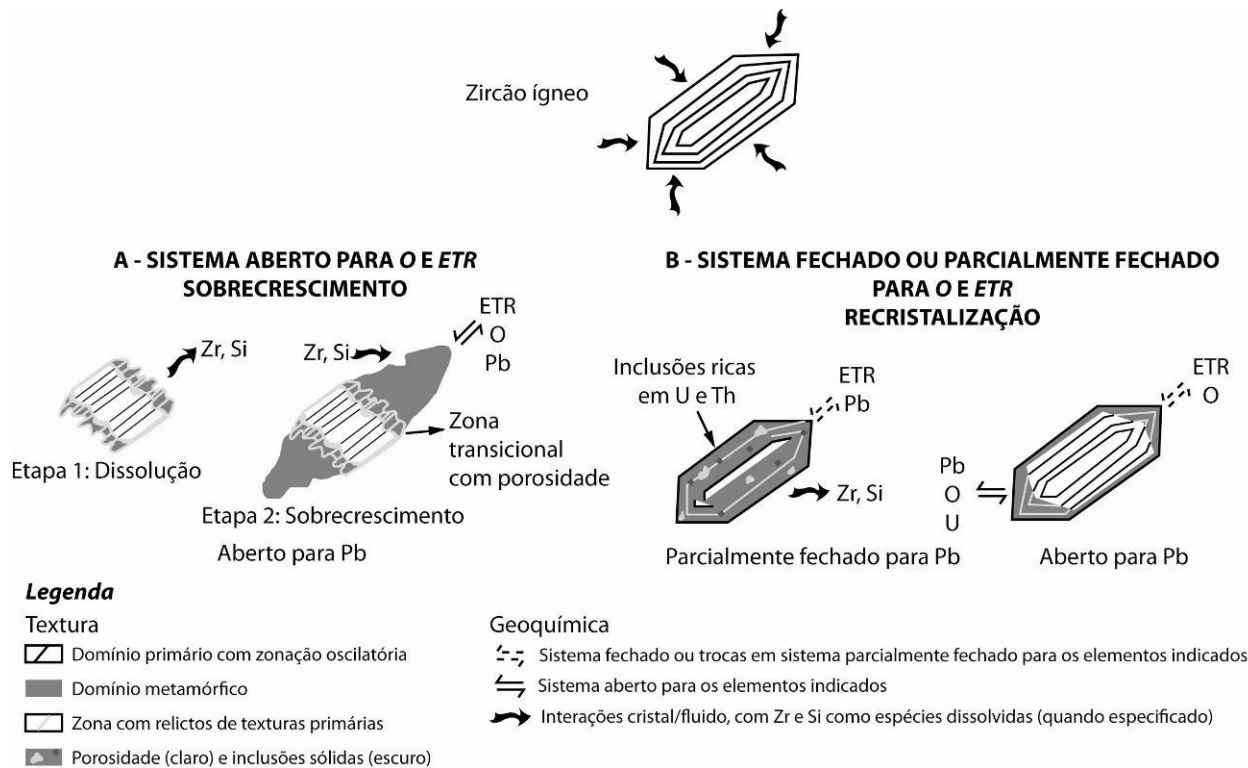 Zircão ígneo
A - SISTEMA ABERTO PARA O E ETR
SOBRECRESCIMENTO
Zr, Si
Etapa 1: Dissolução
Zr, Si
ETR
O
Pb
Zona
transicional
com porosidade
Etapa 2: Sobrecrescimento
Aberto para Pb
B - SISTEMA FECHADO OU PARCIALMENTE FECHADO
PARA O E ETR
RECRISTALIZAÇÃO
Inclusões ricas
em U e Th
ETR
Pb
Zr, Si
Parcialmente fechado para Pb
ETR
O
Pb
O
U
Aberto para Pb
Legenda
Textura
Domínio primário com zonação oscilatória
Domínio metamórfico
Zona com relictos de texturas primárias
Porosidade (claro) e inclusões sólidas (escuro)
Geoquímica
Sistema fechado ou trocas em sistema parcialmente fechado para os elementos indicados
Sistema aberto para os elementos indicados
Interações cristal/fluido, com Zr e Si como espécies dissolvidas (quando especificado)